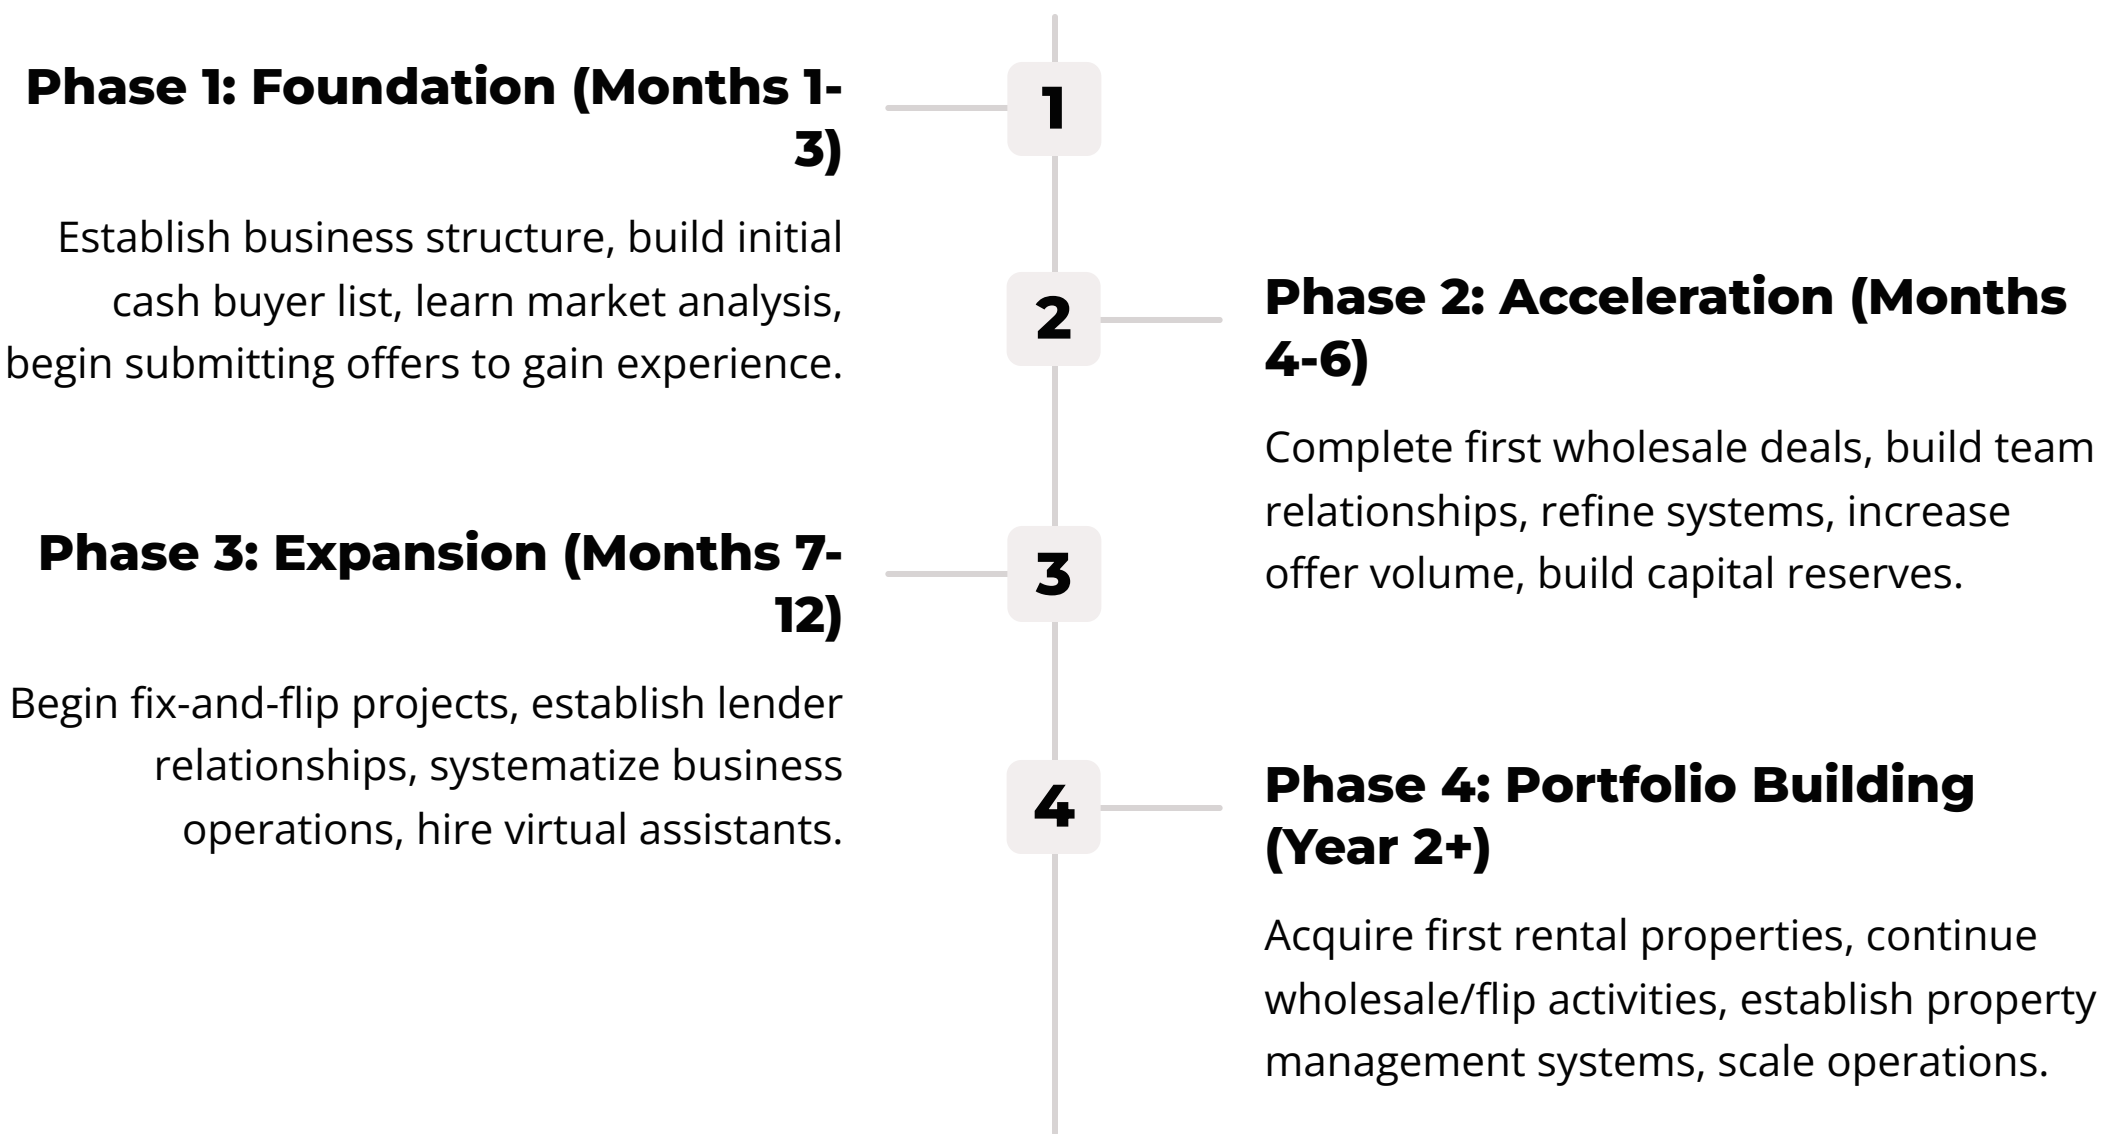 Phase 1: Foundation (Months 1-
3)
Establish business structure, build initial
cash buyer list, learn market analysis,
begin submitting offers to gain experience.
1
2
Phase 2: Acceleration (Months
4-6)
Complete first wholesale deals, build team
relationships, refine systems, increase
offer volume, build capital reserves.
Phase 3: Expansion (Months 7-
12)
Begin fix-and-flip projects, establish lender
relationships, systematize business
operations, hire virtual assistants.
3
4
Phase 4: Portfolio Building
(Year 2+)
Acquire first rental properties, continue
wholesale/flip activities, establish property
management systems, scale operations.